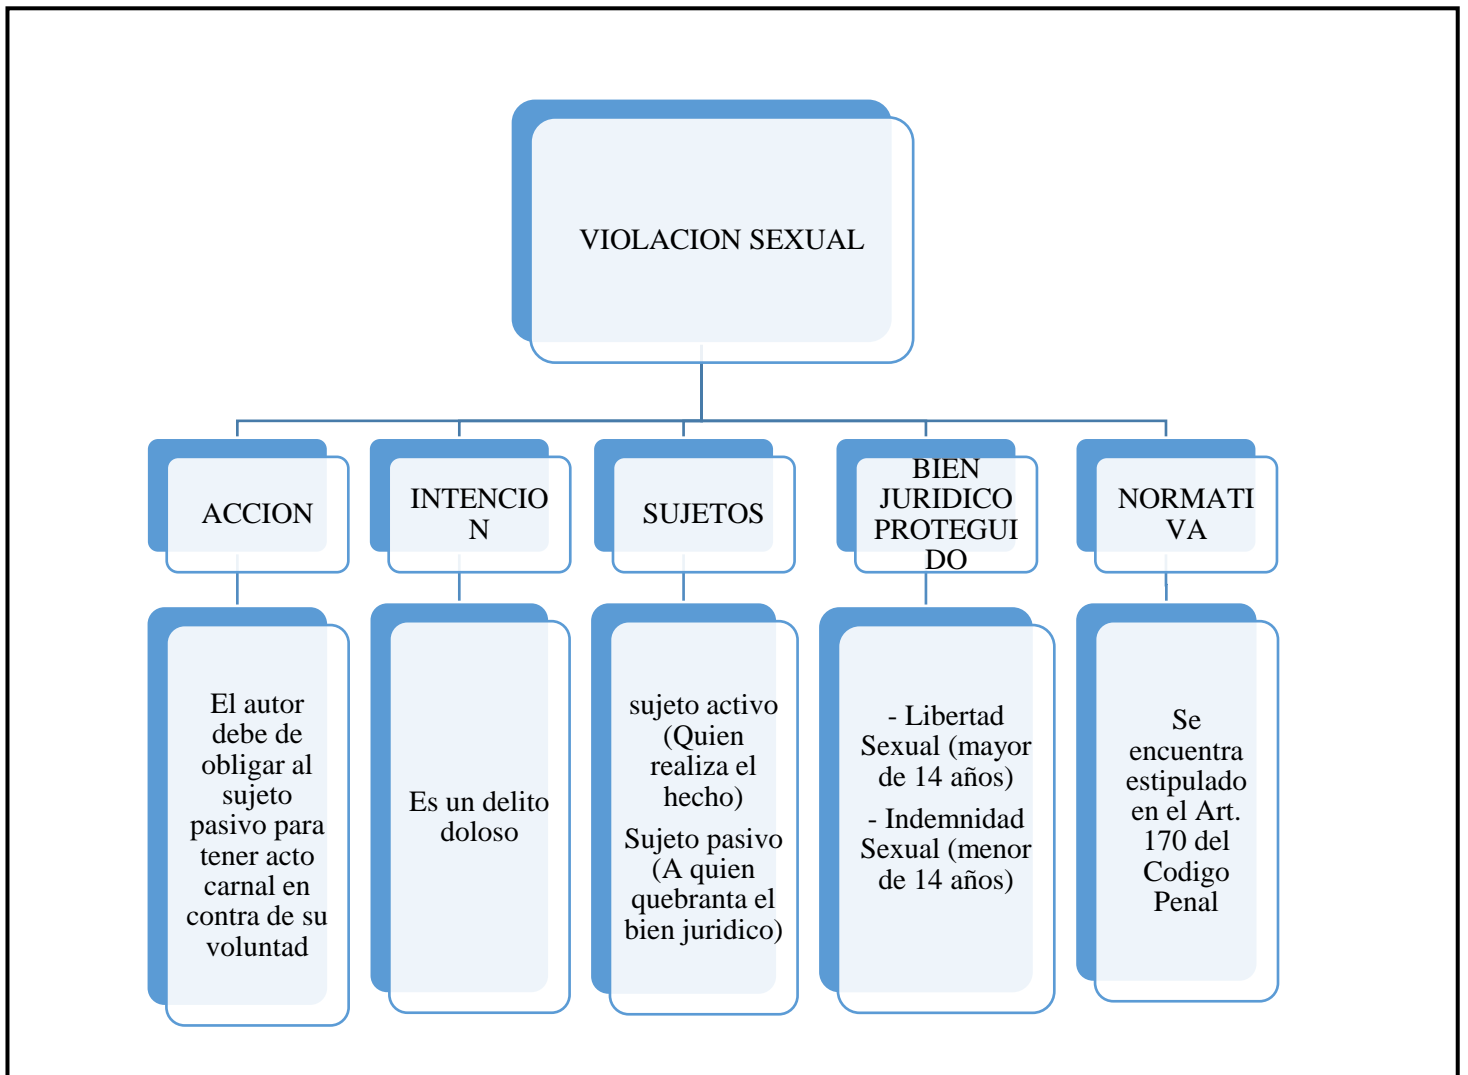 VIOLACION SEXUAL
ACCION
INTENCIO
N
SUJETOS
BIEN
JURIDICO
PROTEGUI
DO
NORMATI
VA
El autor
debe de
obligar al
sujeto
pasivo para
tener acto
carnal en
contra de su
voluntad
Es un delito
doloso
sujeto activo
(Quien
realiza el
hecho)
Sujeto pasivo
(A quien
quebranta el
bien juridico)
- Libertad
Sexual (mayor
de 14 años)
- Indemnidad
Sexual (menor
de 14 años)
Se
encuentra
estipulado
en el Art.
170 del
Codigo
Penal